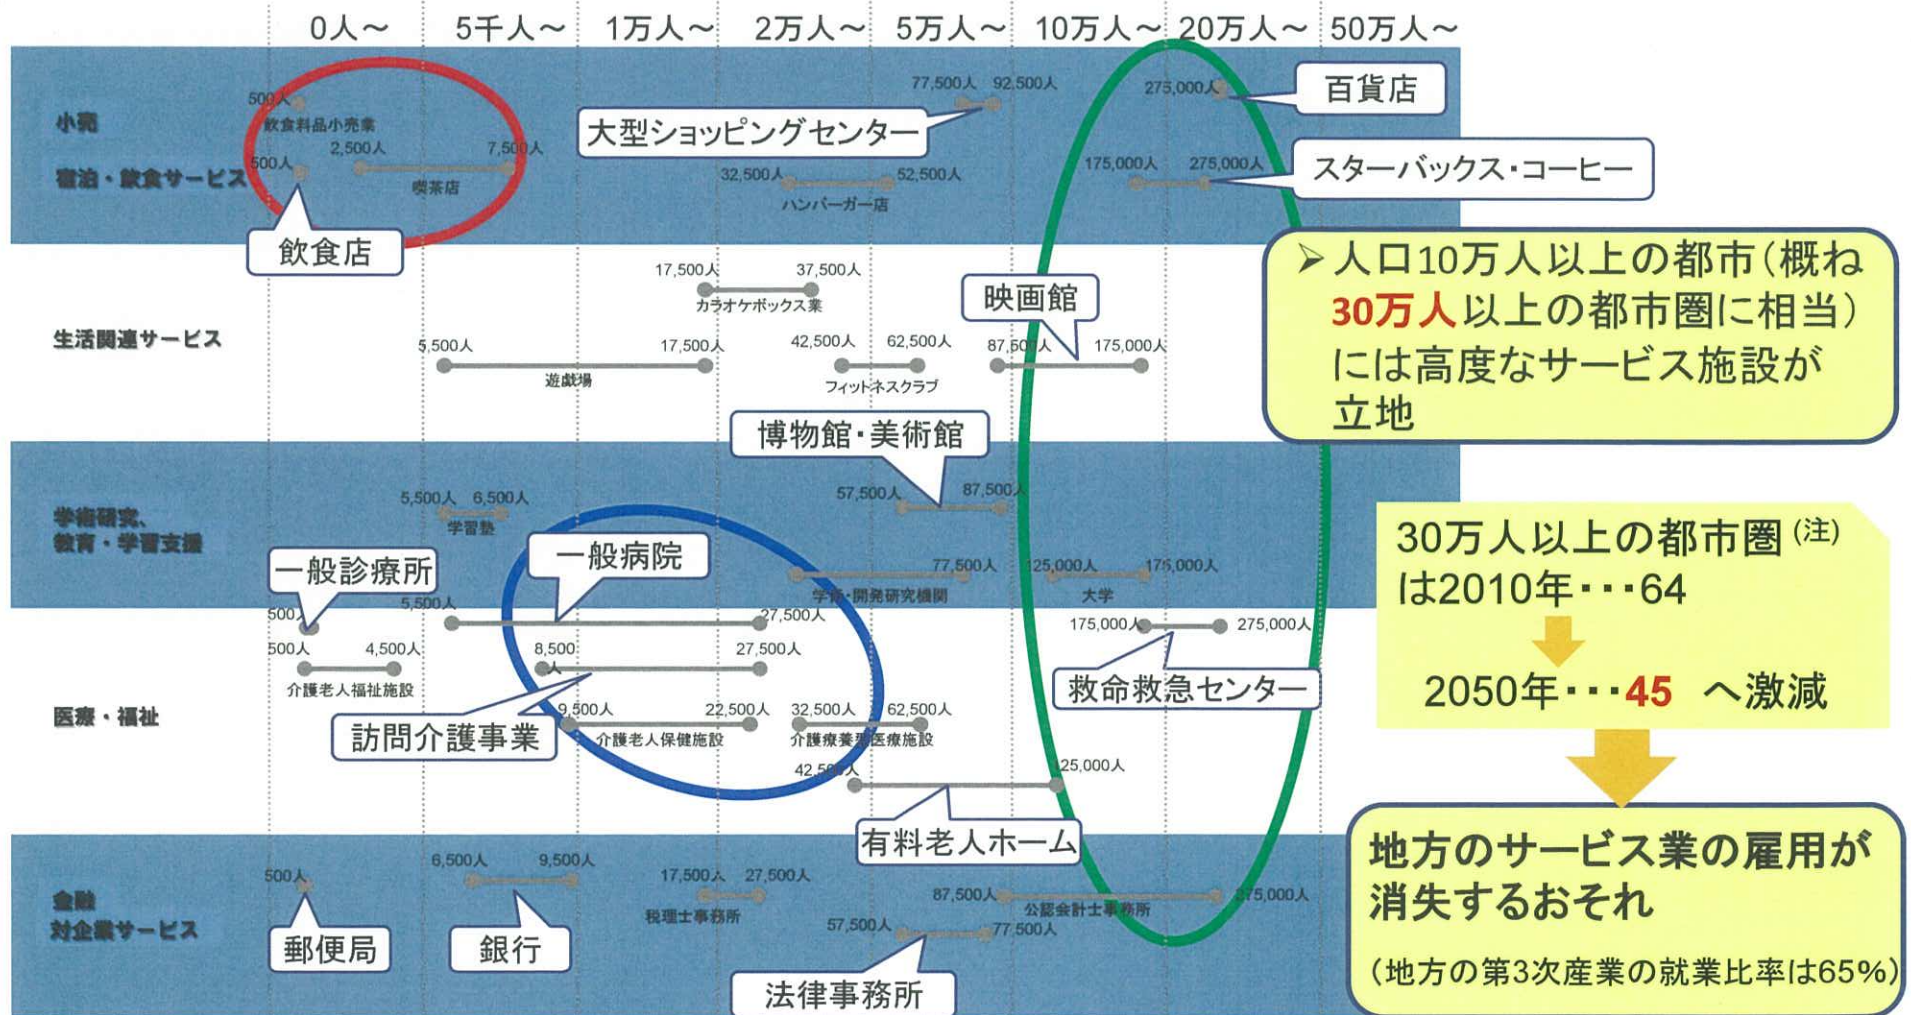 0人～ 5千人～ 1万人～ 2万人～ 5万人～ 10万人～ 20万人～ 50万人～
小売
500人
飲食料品小売業
77,500人 92,500人
大型ショッピングセンター
275,000人
百貨店
宿泊・飲食サービス
500人
飲食店
2,500人 7,500人
喫茶店
32,500人 52,500人
ハンバーガー店
175,000人 275,000人
スターバックス・コーヒー
生活関連サービス
17,500人 37,500人
カラオケボックス業
5,500人 17,500人
遊戯場
42,500人 62,500人
フィットネスクラブ
映画館
87,500人 175,000人
学術研究、
教育・学習支援
5,500人 6,500人
学習塾
博物館・美術館
57,500人 87,500人
77,500人
学術・開発研究機関
125,000人 175,000人
大学
医療・福祉
一般診療所
500人
一般病院
5,500人 27,500人
500人 4,500人
介護老人福祉施設
8,500人 27,500人
訪問介護事業
9,500人 22,500人
介護老人保健施設
32,500人 62,500人
介護療養型医療施設
175,000人 275,000人
救命救急センター
42,500人 125,000人
有料老人ホーム
金融
対企業サービス
500人
郵便局
6,500人 9,500人
銀行
17,500人 27,500人
税理士事務所
87,500人 275,000人
公認会計士事務所
57,500人 77,500人
法律事務所
➢人口10万人以上の都市（概ね
30万人以上の都市圏に相当）
には高度なサービス施設が
立地
30万人以上の都市圏(注)
は2010年・・・64
2050年・・・45 へ激減
地方のサービス業の雇用が
消失するおそれ
(地方の第3次産業の就業比率は65%)